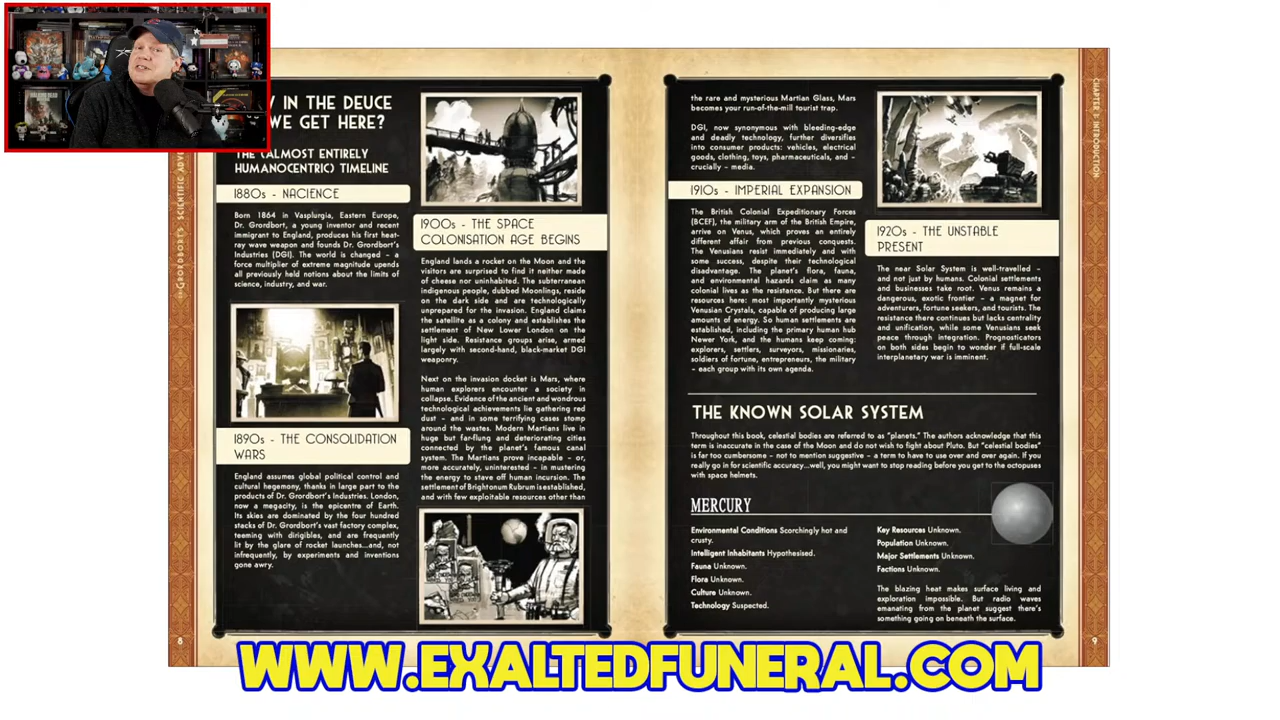 W IN THE DEUCE
WE GET HERE?
THE (ALMOST ENTIRELY
HUMANOCENTRIC) TIMELINE
1880s - NACIENCE
Born 1864 in Vasplurgia, Eastern Europe,
Dr. Grordbort, a young inventor and recent
immigrant to England, produces his first heat-
ray wave weapon and founds Dr. Grordbort's
Industries (DGI). The world is changed – a
force multiplier of extreme magnitude upends
all previously held notions about the limits of
science, industry, and war.
1890s - THE CONSOLIDATION
WARS
England assumes global political control and
cultural hegemony, thanks in large part to the
products of Dr. Grordbort's Industries. London,
now a megacity, is the epicentre of Earth.
Its skies are dominated by the four hundred
stacks of Dr. Grordbort's vast factory complex,
teeming with dirigibles, and are frequently
lit by the glare of rocket launches...and, not
infrequently, by experiments and inventions
gone awry.
1900s - THE SPACE
COLONISATION AGE BEGINS
England lands a rocket on the Moon and the
visitors are surprised to find it neither made
of cheese nor uninhabited. The subterranean
indigenous people, dubbed Moonlings, reside
on the dark side and are technologically
unprepared for the invasion. England claims
the satellite as a colony and establishes the
settlement of New Lower London on the
light side. Resistance groups arise, armed
largely with second-hand, black-market DGI
weaponry.
Next on the invasion docket is Mars, where
human explorers encounter a society in
collapse. Evidence of the ancient and wondrous
technological achievements lie gathering red
dust – and in some terrifying cases stomp
around the wastes. Modern Martians live in
huge but far-flung and deteriorating cities
connected by the planet's famous canal
system. The Martians prove incapable – or,
more accurately, uninterested – in mustering
the energy to stave off human incursion. The
settlement of Brightonum Rubrum is established,
and with few exploitable resources other than
8
the rare and mysterious Martian Glass, Mars
becomes your run-of-the-mill tourist trap.
DGI, now synonymous with bleeding-edge
and deadly technology, further diversifies
into consumer products: vehicles, electrical
goods, clothing, toys, pharmaceuticals, and –
crucially – media.
1910s - IMPERIAL EXPANSION
The British Colonial Expeditionary Forces
(BCEF), the military arm of the British Empire,
arrive on Venus, which proves an entirely
different affair from previous conquests.
The Venusians resist immediately and with
some success, despite their technological
disadvantage. The planet's flora, fauna,
and environmental hazards claim as many
colonial lives as the resistance. But there are
resources here: most importantly mysterious
Venusian Crystals, capable of producing large
amounts of energy. So human settlements are
established, including the primary human hub
Newer York, and the humans keep coming:
explorers, settlers, surveyors, missionaries,
soldiers of fortune, entrepreneurs, the military
– each group with its own agenda.
1920s - THE UNSTABLE
PRESENT
The near Solar System is well-travelled –
and not just by humans. Colonial settlements
and businesses take root. Venus remains a
dangerous, exotic frontier – a magnet for
adventurers, fortune seekers, and tourists. The
resistance there continues but lacks centrality
and unification, while some Venusians seek
peace through integration. Prognosticators
on both sides begin to wonder if full-scale
interplanetary war is imminent.
THE KNOWN SOLAR SYSTEM
Throughout this book, celestial bodies are referred to as "planets." The authors acknowledge that this
term is inaccurate in the case of the Moon and do not wish to fight about Pluto. But "celestial bodies"
is far too cumbersome – not to mention suggestive – a term to have to use over and over again. If you
really go in for scientific accuracy...well, you might want to stop reading before you get to the octopuses
with space helmets.
MERCURY
Environmental Conditions Scorchingly hot and
crusty.
Intelligent Inhabitants Hypothesised.
Fauna Unknown.
Flora Unknown.
Culture Unknown.
Technology Suspected.
Key Resources Unknown.
Population Unknown.
Major Settlements Unknown.
Factions Unknown.
The blazing heat makes surface living and
exploration impossible. But radio waves
emanating from the planet suggest there's
something going on beneath the surface.
CHAPTER 1: INTRODUCTION
9
WWW.EXALTEDFUNERAL.COM